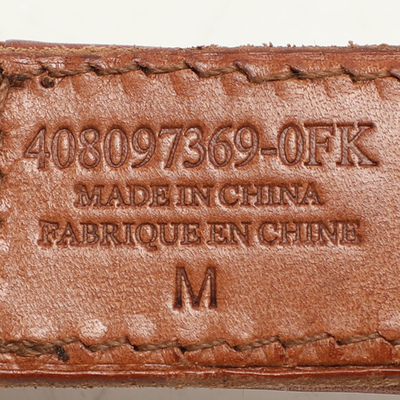 408097369-0FK
MADE IN CHINA
FABRIQUE EN CHINE
M